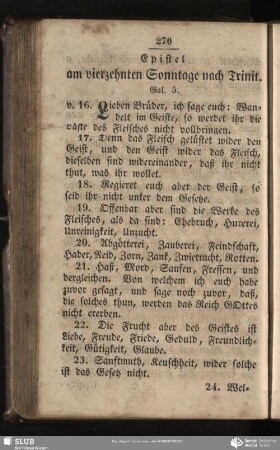 270
Epistel
am vierzehnten Sonntage nach Trinit.
Gal. 5.
v. 16. Lieben Brüder, ich sage euch: Wan-
delt im Geiste, so werdet ihr die
Lüste des Fleisches nicht vollbringen.
17. Denn das Fleisch gelüstet wider den
Geist, und den Geist wider das Fleisch,
dieselben sind widereinander, daß ihr nicht
thut, was ihr wollet.
18. Regieret euch aber der Geist, so
seid ihr nicht unter dem Gesetze.
19. Offenbar aber sind die Werke des
Fleisches, als da sind: Ehebruch, Hurerei,
Unreinigkeit, Unzucht.
20. Abgötterei, Zauberei, Feindschaft,
Hader, Neid, Zorn, Zank, Zwietracht, Rotten.
21. Haß, Mord, Saufen, Fressen, und
dergleichen. Von welchem ich euch habe
zuvor gesagt, und sage noch zuvor, daß,
die solches thun, werden das Reich GOttes
nicht ererben.
22. Die Frucht aber des Geistes ist
Liebe, Freude, Friede, Geduld, Freundlich-
keit, Gütigkeit, Glaube.
23. Sanftmuth, Keuschheit, wider solche
ist das Gesetz nicht.
24. Wel-
SLUB
Wir führen Wissen.